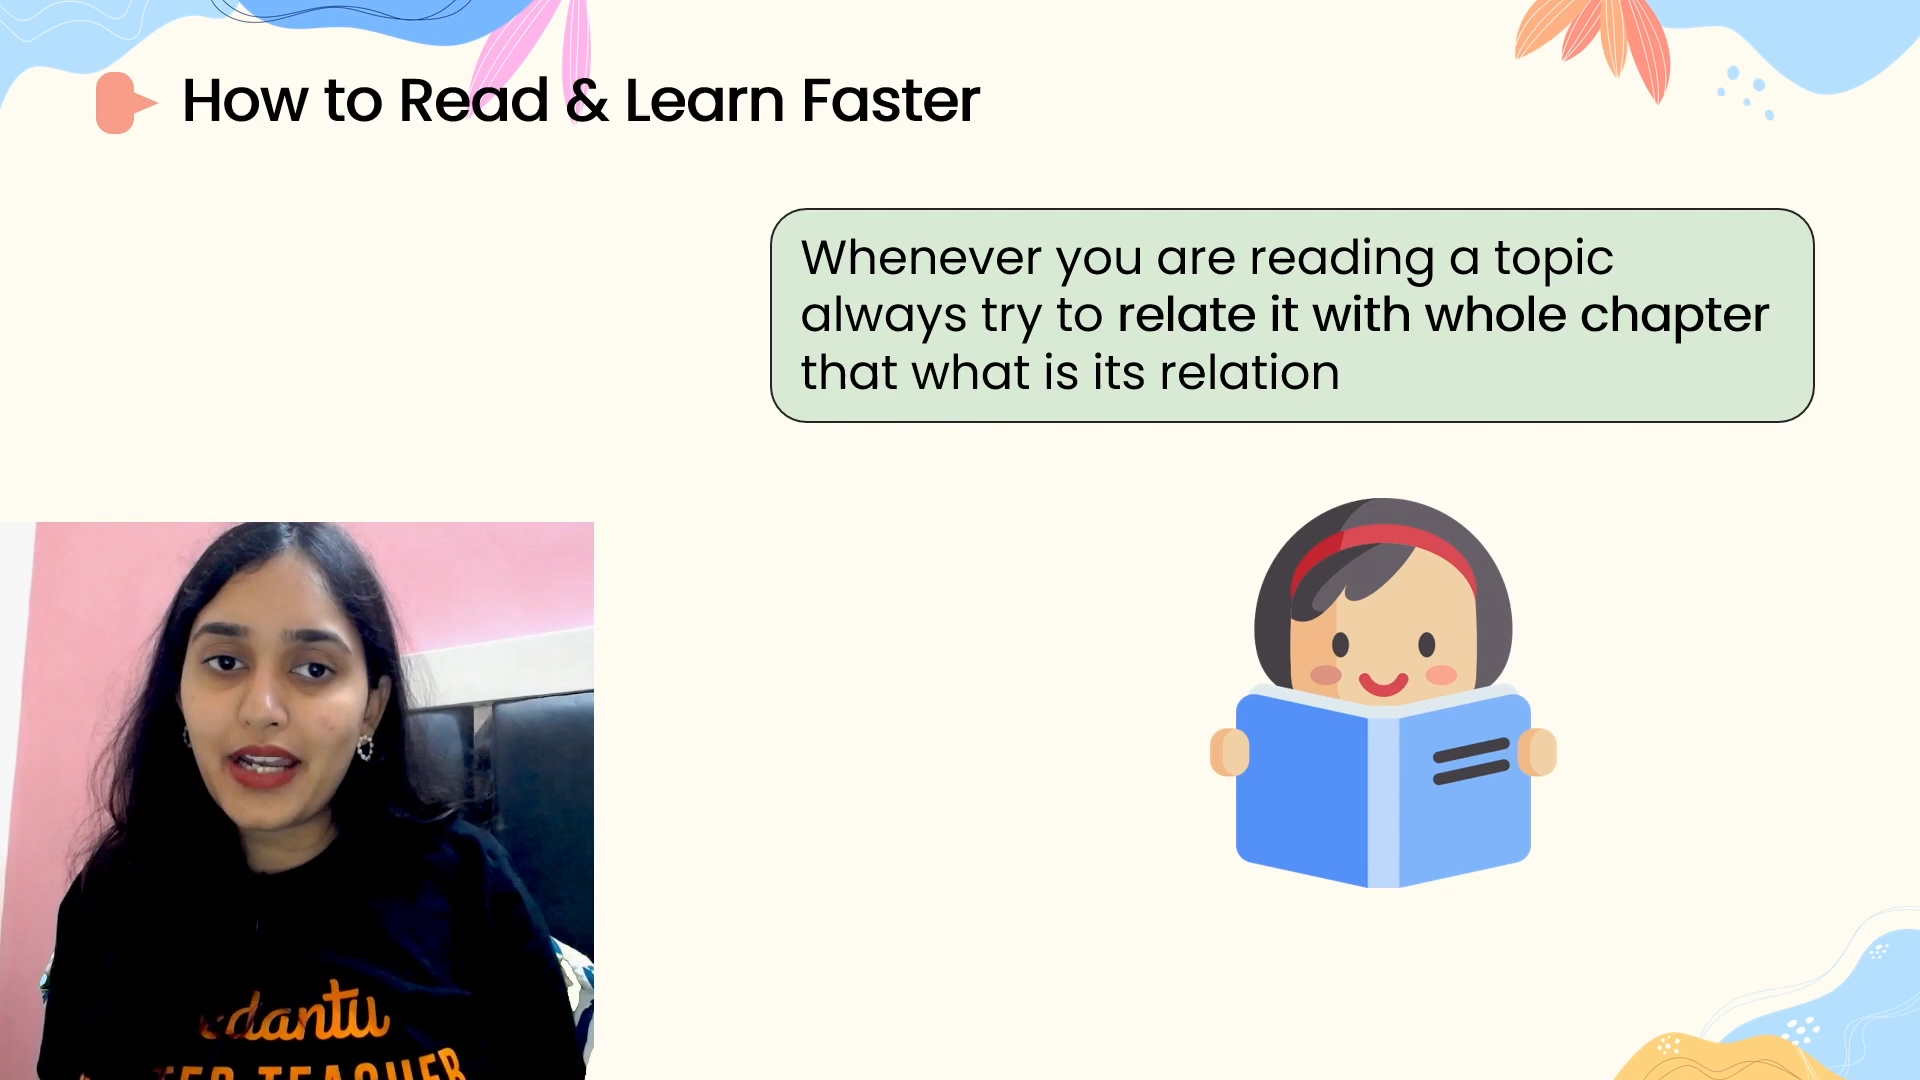 How to Read & Learn Faster
Whenever you are reading a topic
always try to relate it with whole chapter
that what is its relation